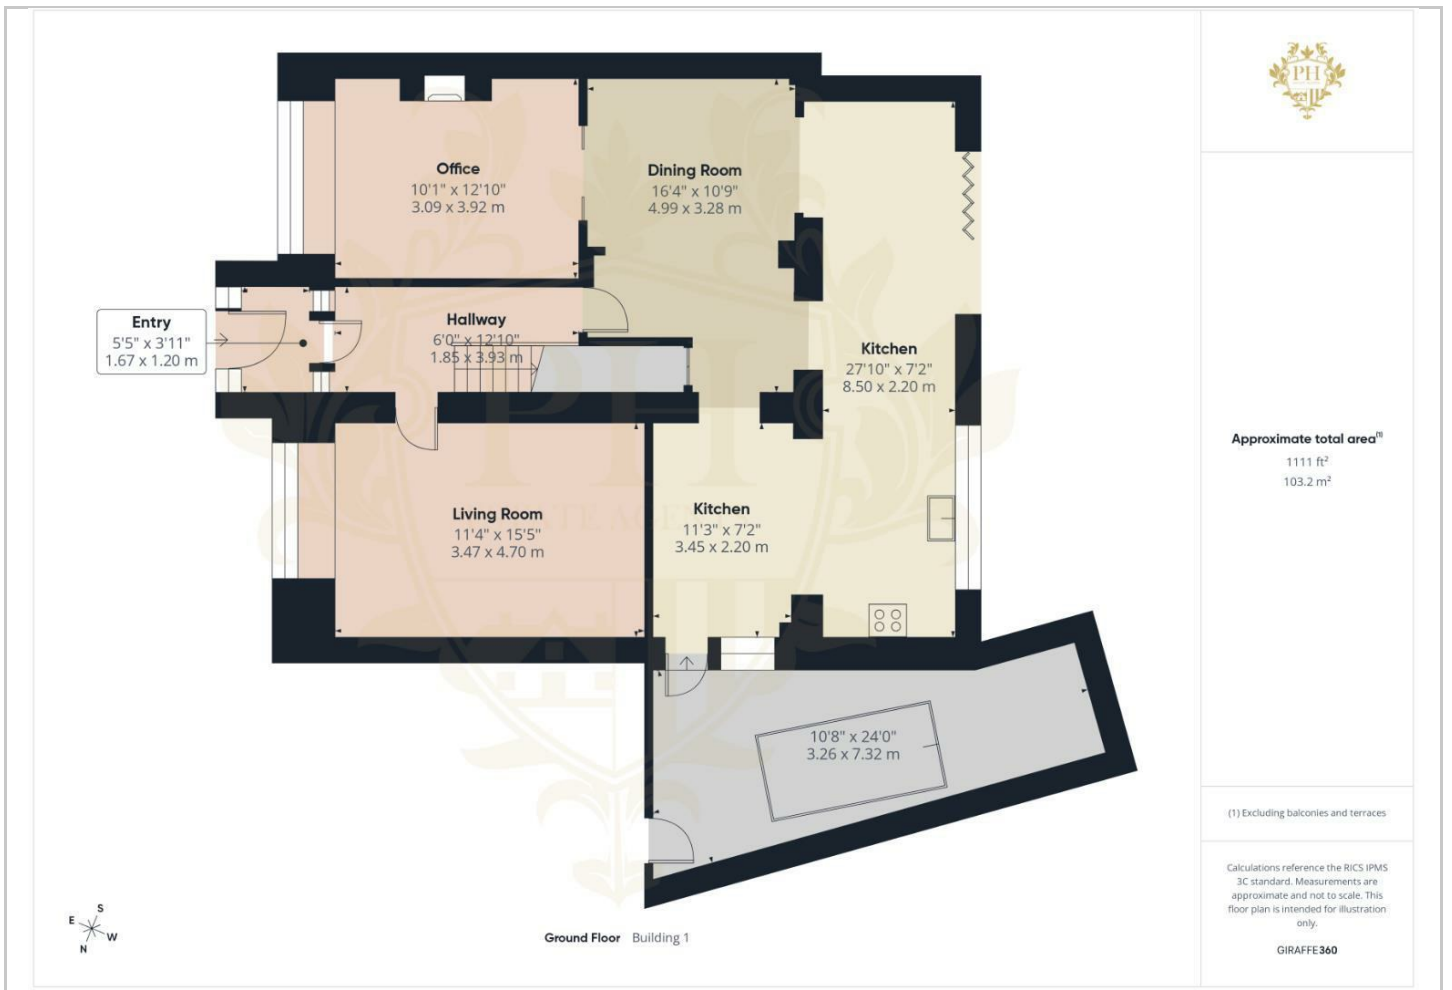 PH
Office
10'1" x 12'10"
3.09 x 3.92 m
Dining Room
16'4" x 10'9"
4.99 x 3.28 m
Entry
5'5" x 3'11"
1.67 x 1.20 m
Hallway
6'0" x 12'10"
1.85 x 3.93 m
Kitchen
27'10" x 7'2"
8.50 x 2.20 m
Living Room
11'4" x 15'5"
3.47 x 4.70 m
Kitchen
11'3" x 7'2"
3.45 x 2.20 m
10'8" x 24'0"
3.26 x 7.32 m
PH
S
E
W
N
Ground Floor Building 1
Approximate total area(1)
1111 ft²
103.2 m²
(1) Excluding balconies and terraces
Calculations reference the RICS IPMS
3C standard. Measurements are
approximate and not to scale. This
floor plan is intended for illustration
only.
GIRAFFE360